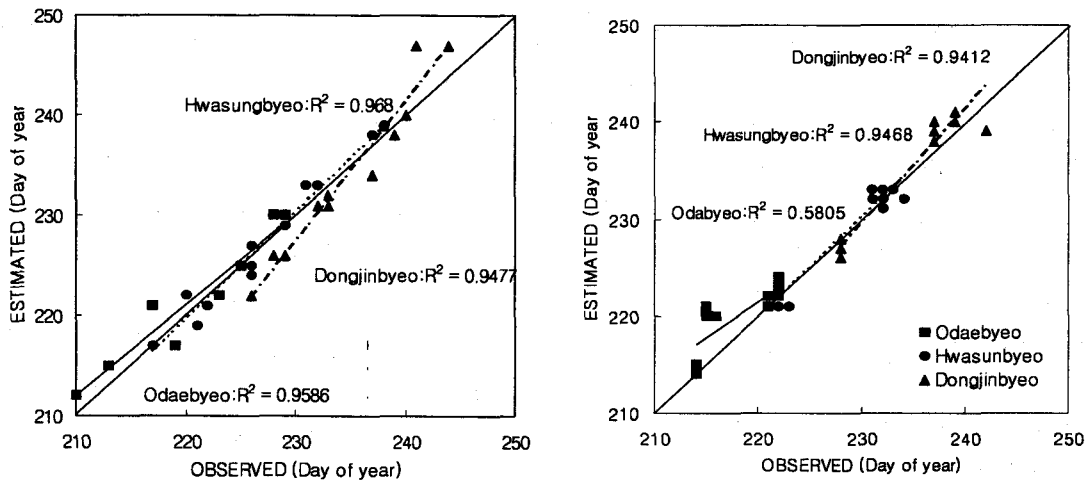 250
240
230
220
210
ESTIMATED (Day of year)
Hwasungbyeo:R² = 0.968
Dongjinbyeo:R² = 0.9477
Odaebyeo:R² = 0.9586
210 220 230 240 250
OBSERVED (Day of year)
250
240
230
220
210
ESTIMATED (Day of year
Dongjinbyeo:R² = 0.9412
Hwasungbyeo:R² = 0.9468
Odabyeo:R² = 0.5805
Odaebyeo
Hwasunbyeo
Dongjinbyeo
210 220 230 240 250
OBSERVED (Day of year)